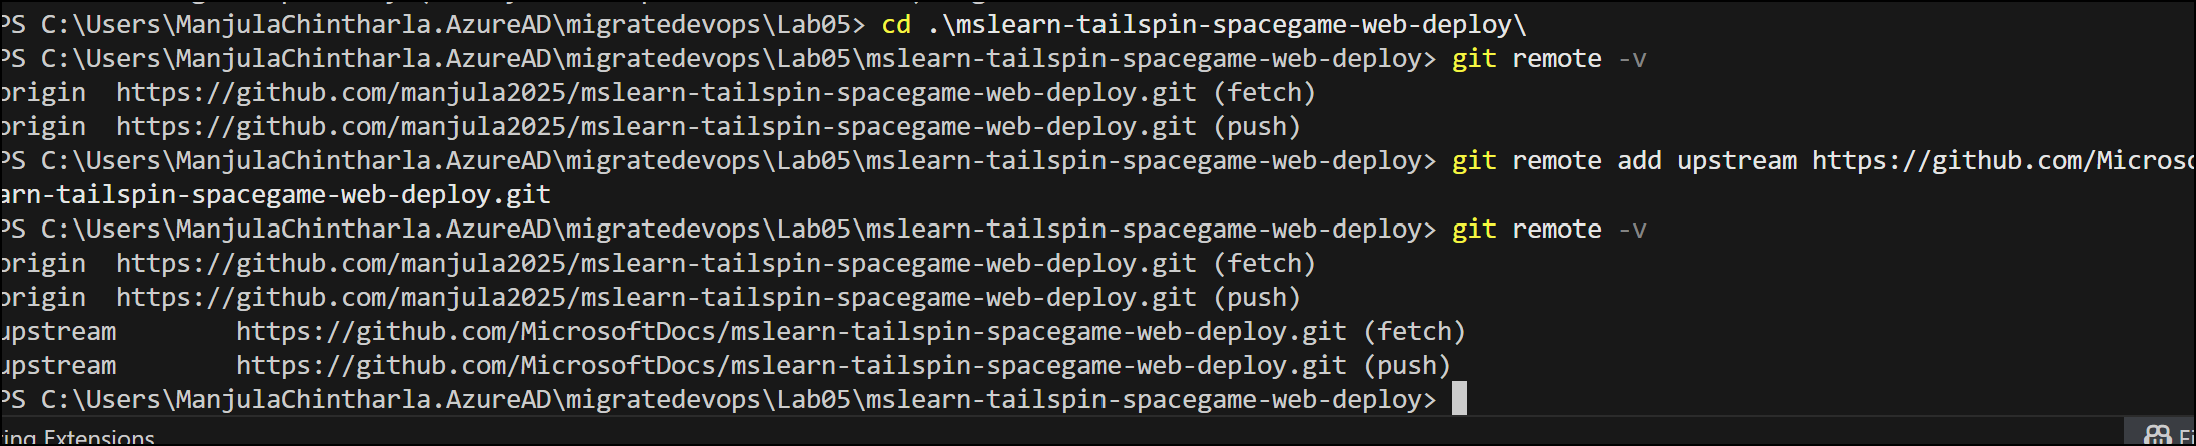 PS C:\Users\ManjulaChintharla.AzureAD\migratedevops\Lab05> cd .\mslearn-tailspin-spacegame-web-deploy\
PS C:\Users\ManjulaChintharla.AzureAD\migratedevops\Lab05\mslearn-tailspin-spacegame-web-deploy> git remote -v
origin  https://github.com/manjula2025/mslearn-tailspin-spacegame-web-deploy.git (fetch)
origin  https://github.com/manjula2025/mslearn-tailspin-spacegame-web-deploy.git (push)
PS C:\Users\ManjulaChintharla.AzureAD\migratedevops\Lab05\mslearn-tailspin-spacegame-web-deploy> git remote add upstream https://github.com/Microso
arn-tailspin-spacegame-web-deploy.git
PS C:\Users\ManjulaChintharla.AzureAD\migratedevops\Lab05\mslearn-tailspin-spacegame-web-deploy> git remote -v
origin  https://github.com/manjula2025/mslearn-tailspin-spacegame-web-deploy.git (fetch)
origin  https://github.com/manjula2025/mslearn-tailspin-spacegame-web-deploy.git (push)
upstream        https://github.com/MicrosoftDocs/mslearn-tailspin-spacegame-web-deploy.git (fetch)
upstream        https://github.com/MicrosoftDocs/mslearn-tailspin-spacegame-web-deploy.git (push)
PS C:\Users\ManjulaChintharla.AzureAD\migratedevops\Lab05\mslearn-tailspin-spacegame-web-deploy>
ing Extensions